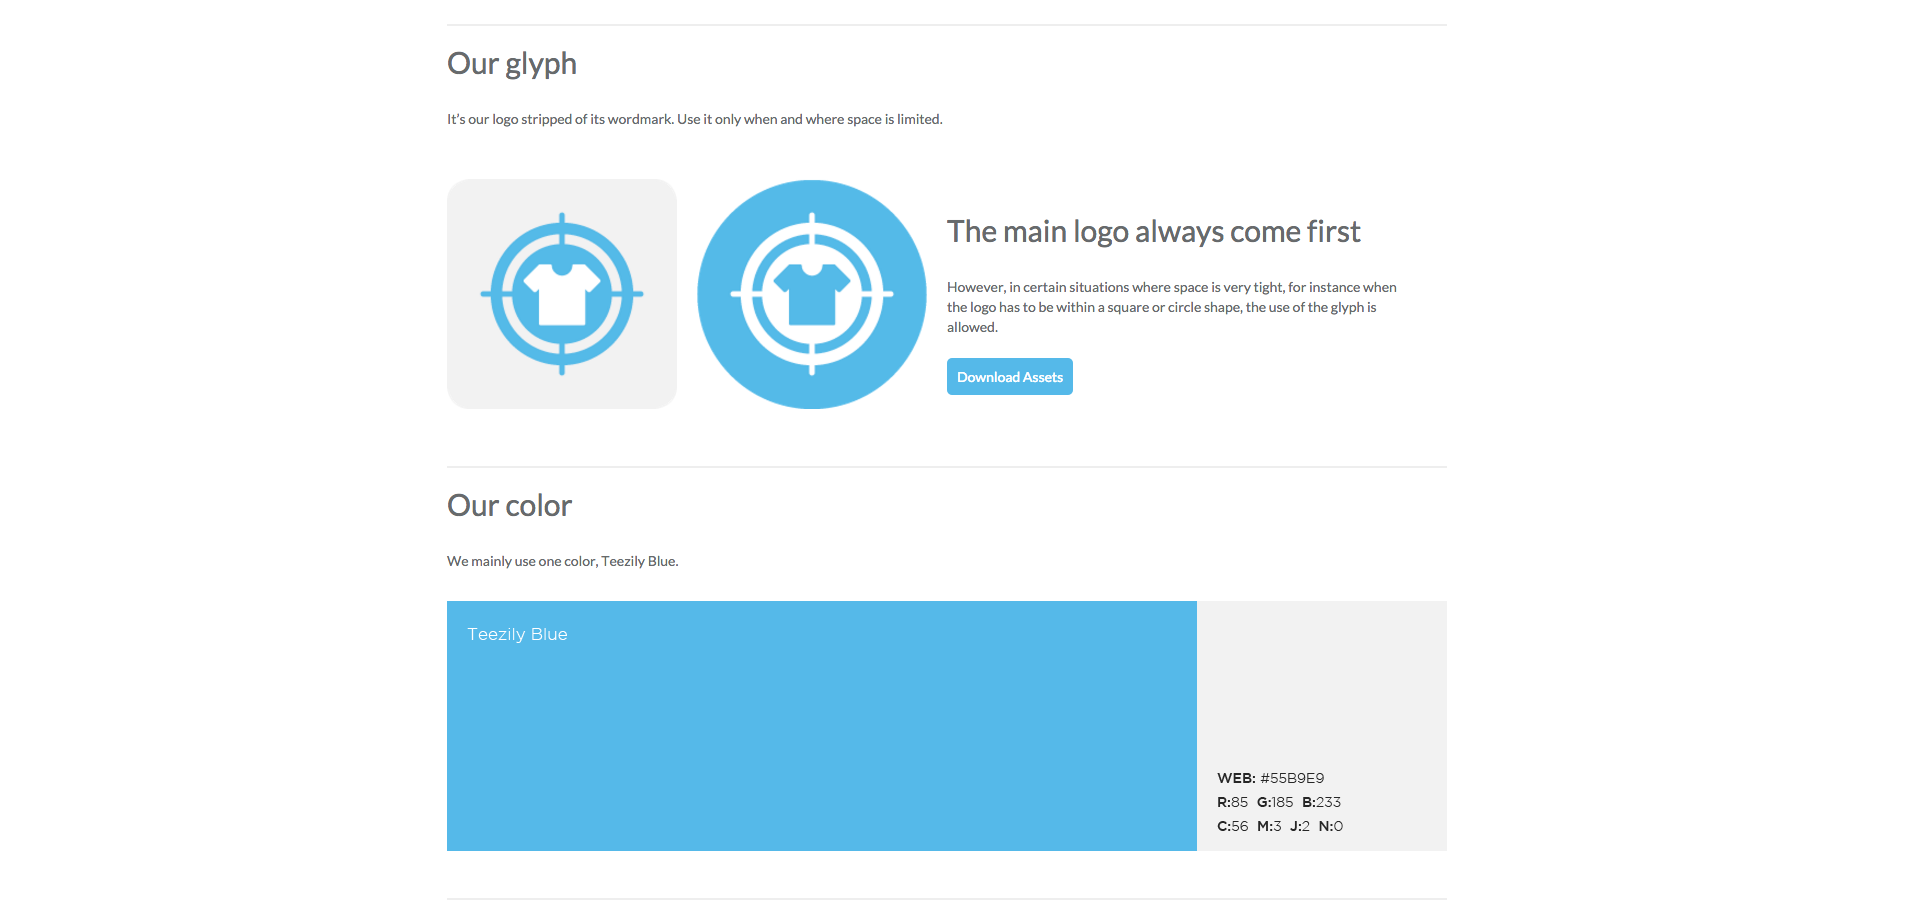 Our glyph
It's our logo stripped of its wordmark. Use it only when and where space is limited.
The main logo always come first
However, in certain situations where space is very tight, for instance when
the logo has to be within a square or circle shape, the use of the glyph is
allowed.
Download Assets
Our color
We mainly use one color, Teezily Blue.
Teezily Blue
WEB: #55B9E9
R:85 G:185 B:233
C:56 M:3 J:2 N:0